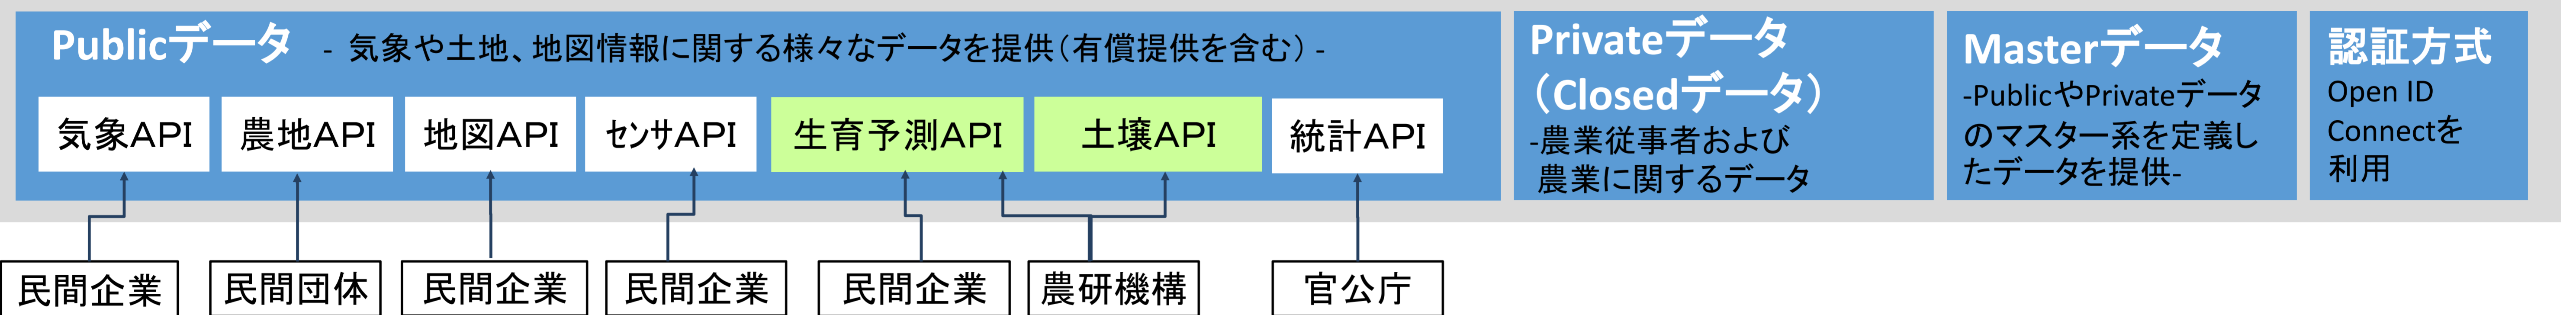 Publicデータ - 気象や土地、地図情報に関する様々なデータを提供（有償提供を含む） -
気象API
農地API
地図API
センサAPI
生育予測API
土壌API
統計API
Privateデータ
（Closedデータ）
-農業従事者および
農業に関するデータ
Masterデータ
-PublicやPrivateデータ
のマスター系を定義し
たデータを提供-
認証方式
Open ID
Connectを
利用
民間企業
民間団体
民間企業
民間企業
民間企業
農研機構
官公庁